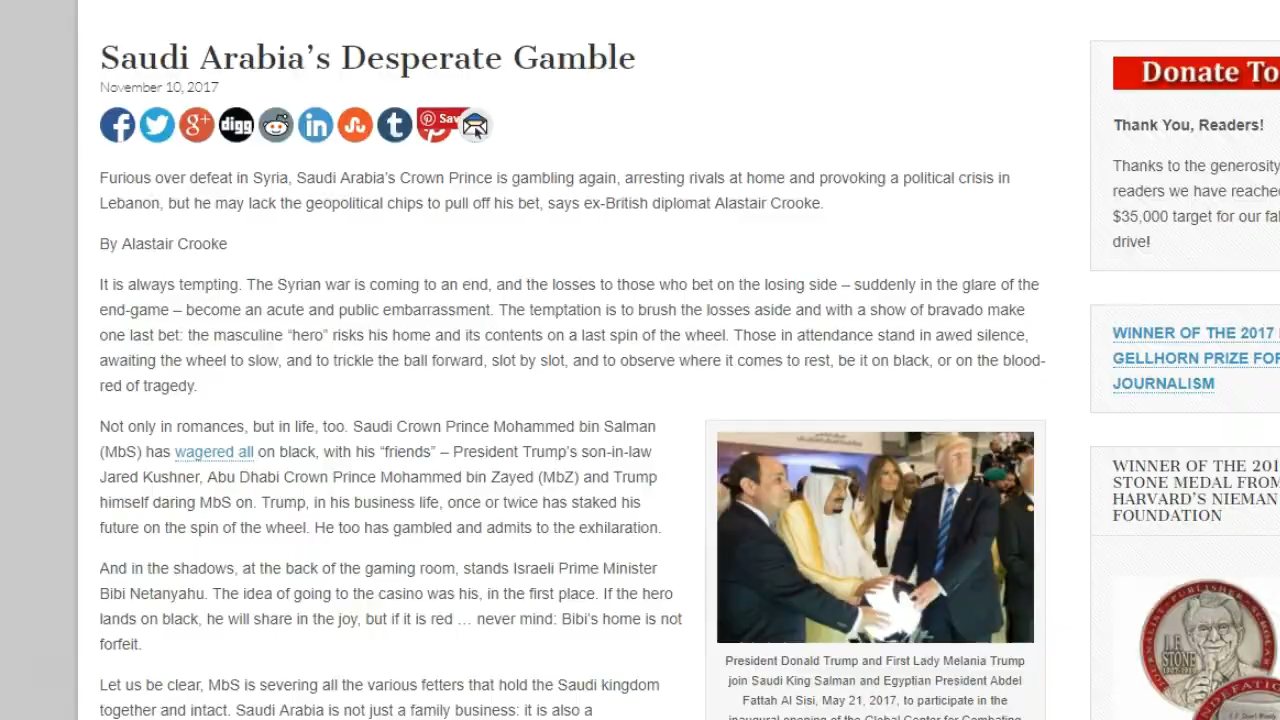 Saudi Arabia’s Desperate Gamble
November 10, 2017
digg
Save
Furious over defeat in Syria, Saudi Arabia’s Crown Prince is gambling again, arresting rivals at home and provoking a political crisis in
Lebanon, but he may lack the geopolitical chips to pull off his bet, says ex-British diplomat Alastair Crooke.
By Alastair Crooke
It is always tempting. The Syrian war is coming to an end, and the losses to those who bet on the losing side – suddenly in the glare of the
end-game – become an acute and public embarrassment. The temptation is to brush the losses aside and with a show of bravado make
one last bet: the masculine “hero” risks his home and its contents on a last spin of the wheel. Those in attendance stand in awed silence,
awaiting the wheel to slow, and to trickle the ball forward, slot by slot, and to observe where it comes to rest, be it on black, or on the blood-
red of tragedy.
Not only in romances, but in life, too. Saudi Crown Prince Mohammed bin Salman
(MbS) has wagered all on black, with his “friends” – President Trump’s son-in-law
Jared Kushner, Abu Dhabi Crown Prince Mohammed bin Zayed (MbZ) and Trump
himself daring MbS on. Trump, in his business life, once or twice has staked his
future on the spin of the wheel. He too has gambled and admits to the exhilaration.
And in the shadows, at the back of the gaming room, stands Israeli Prime Minister
Bibi Netanyahu. The idea of going to the casino was his, in the first place. If the hero
lands on black, he will share in the joy, but if it is red … never mind: Bibi’s home is not
forfeit.
Let us be clear, MbS is severing all the various fetters that hold the Saudi kingdom
together and intact. Saudi Arabia is not just a family business: it is also a
President Donald Trump and First Lady Melania Trump
join Saudi King Salman and Egyptian President Abdel
Fattah Al Sisi, May 21, 2017, to participate in the
inaugural opening of the Global Center for Combating
Donate To
Thank You, Readers!
Thanks to the generosity
readers we have reached
$35,000 target for our fal
drive!
WINNER OF THE 2017
GELLHORN PRIZE FOR
JOURNALISM
WINNER OF THE 201
STONE MEDAL FROM
HARVARD’S NIEMAN
FOUNDATION
I.F.
STONE